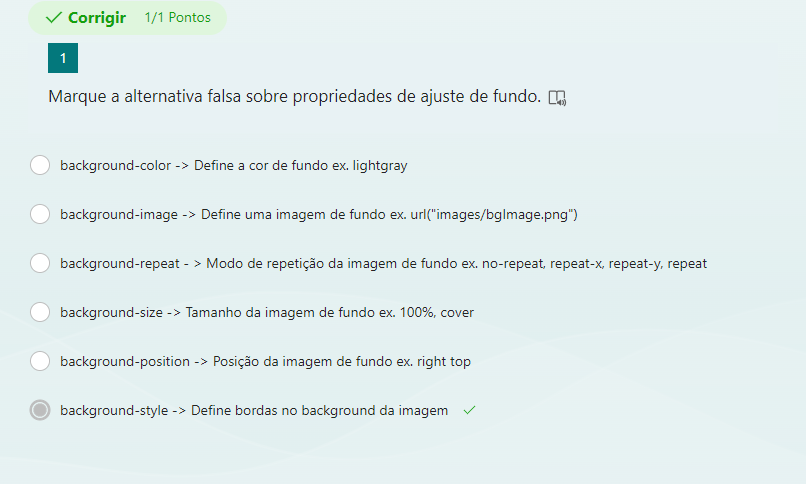 Corrigir 1/1 Pontos
1
Marque a alternativa falsa sobre propriedades de ajuste de fundo.
background-color -> Define a cor de fundo ex. lightgray
background-image -> Define uma imagem de fundo ex. url("images/bgImage.png")
background-repeat - > Modo de repetição da imagem de fundo ex. no-repeat, repeat-x, repeat-y, repeat
background-size -> Tamanho da imagem de fundo ex. 100%, cover
background-position -> Posição da imagem de fundo ex. right top
background-style -> Define bordas no background da imagem